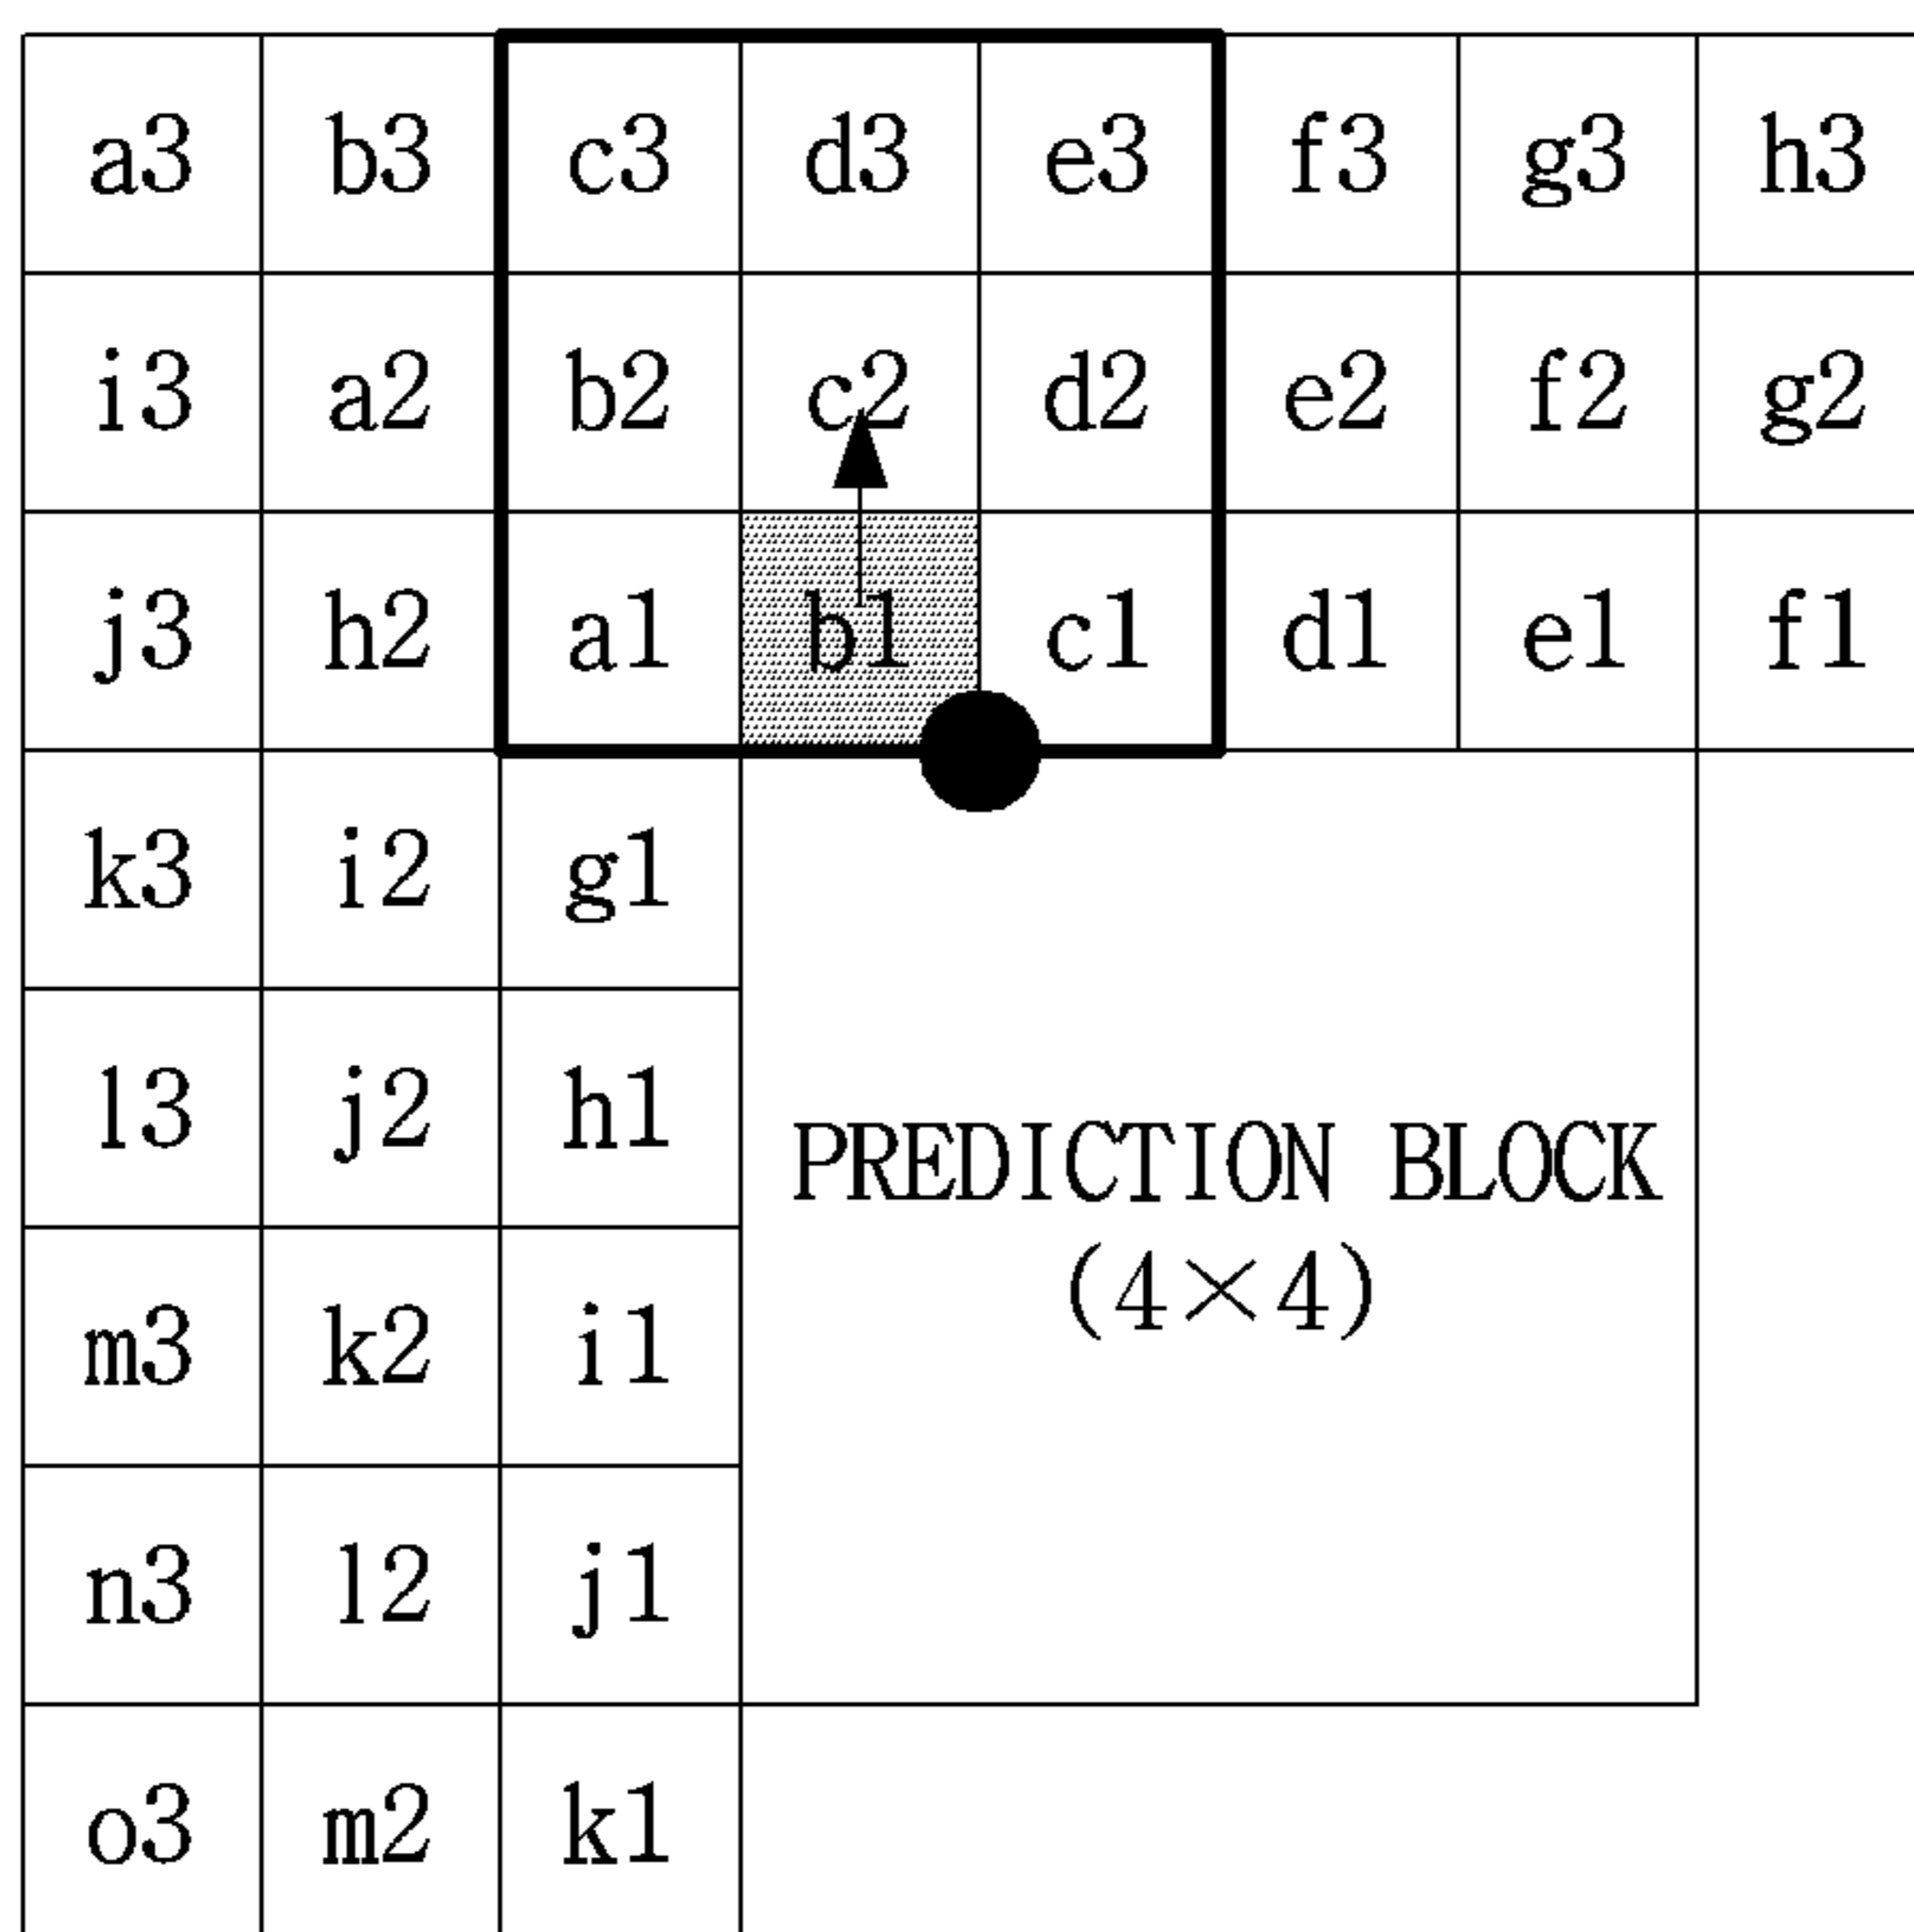 a3 b3 c3 d3 e3 f3 g3 h3
i3 a2 b2 c2 d2 e2 f2 g2
j3 h2 a1 b1 c1 d1 e1 f1
k3 i2 g1
l3 j2 h1
PREDICTION BLOCK
(4×4)
m3 k2 i1
n3 l2 j1
o3 m2 k1